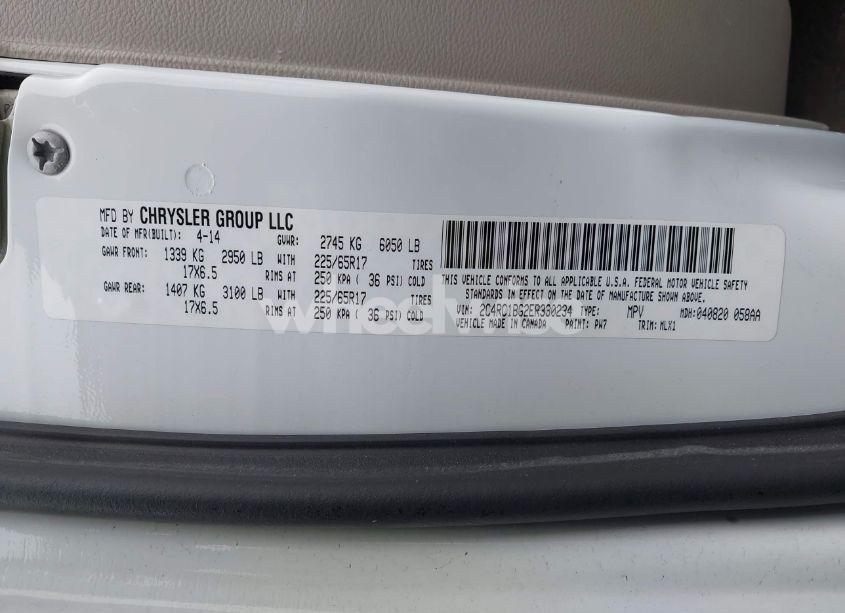 MFD BY CHRYSLER GROUP LLC
DATE OF MFR(BUILT): 4-14 GVWR: 2745 KG 6050 LB
GAWR FRONT: 1339 KG 2950 LB WITH 225/65R17 TIRES
17X6.5 RIMS AT 250 KPA ( 36 PSI) COLD
GAWR REAR: 1407 KG 3100 LB WITH 225/65R17 TIRES
17X6.5 RIMS AT 250 KPA ( 36 PSI) COLD
THIS VEHICLE CONFORMS TO ALL APPLICABLE U.S.A. FEDERAL MOTOR VEHICLE SAFETY
STANDARDS IN EFFECT ON THE DATE OF MANUFACTURE SHOWN ABOVE.
VIN: 2C4RC1BG2ER330234 TYPE: MPV MDH:040820 058AA
VEHICLE MADE IN CANADA PAINT: PW7 TRIM: MLX1